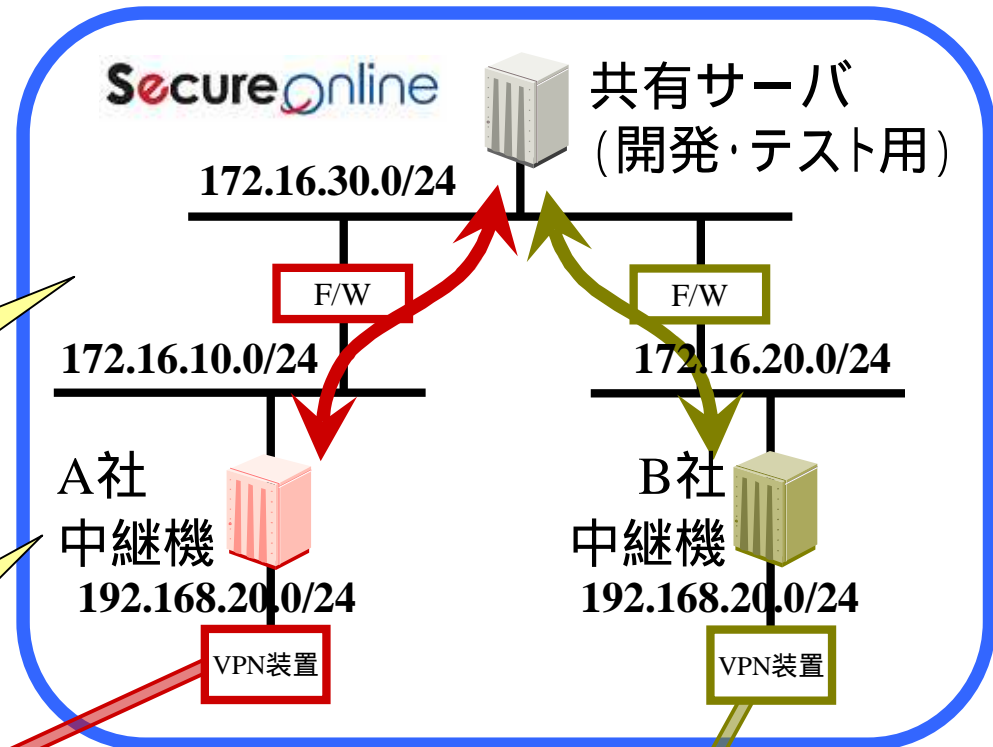 Secure Online
共有サーバ
(開発・テスト用)
172.16.30.0/24
F/W
F/W
172.16.10.0/24
172.16.20.0/24
A社
中継機
B社
中継機
192.168.20.0/24
192.168.20.0/24
VPN装置
VPN装置